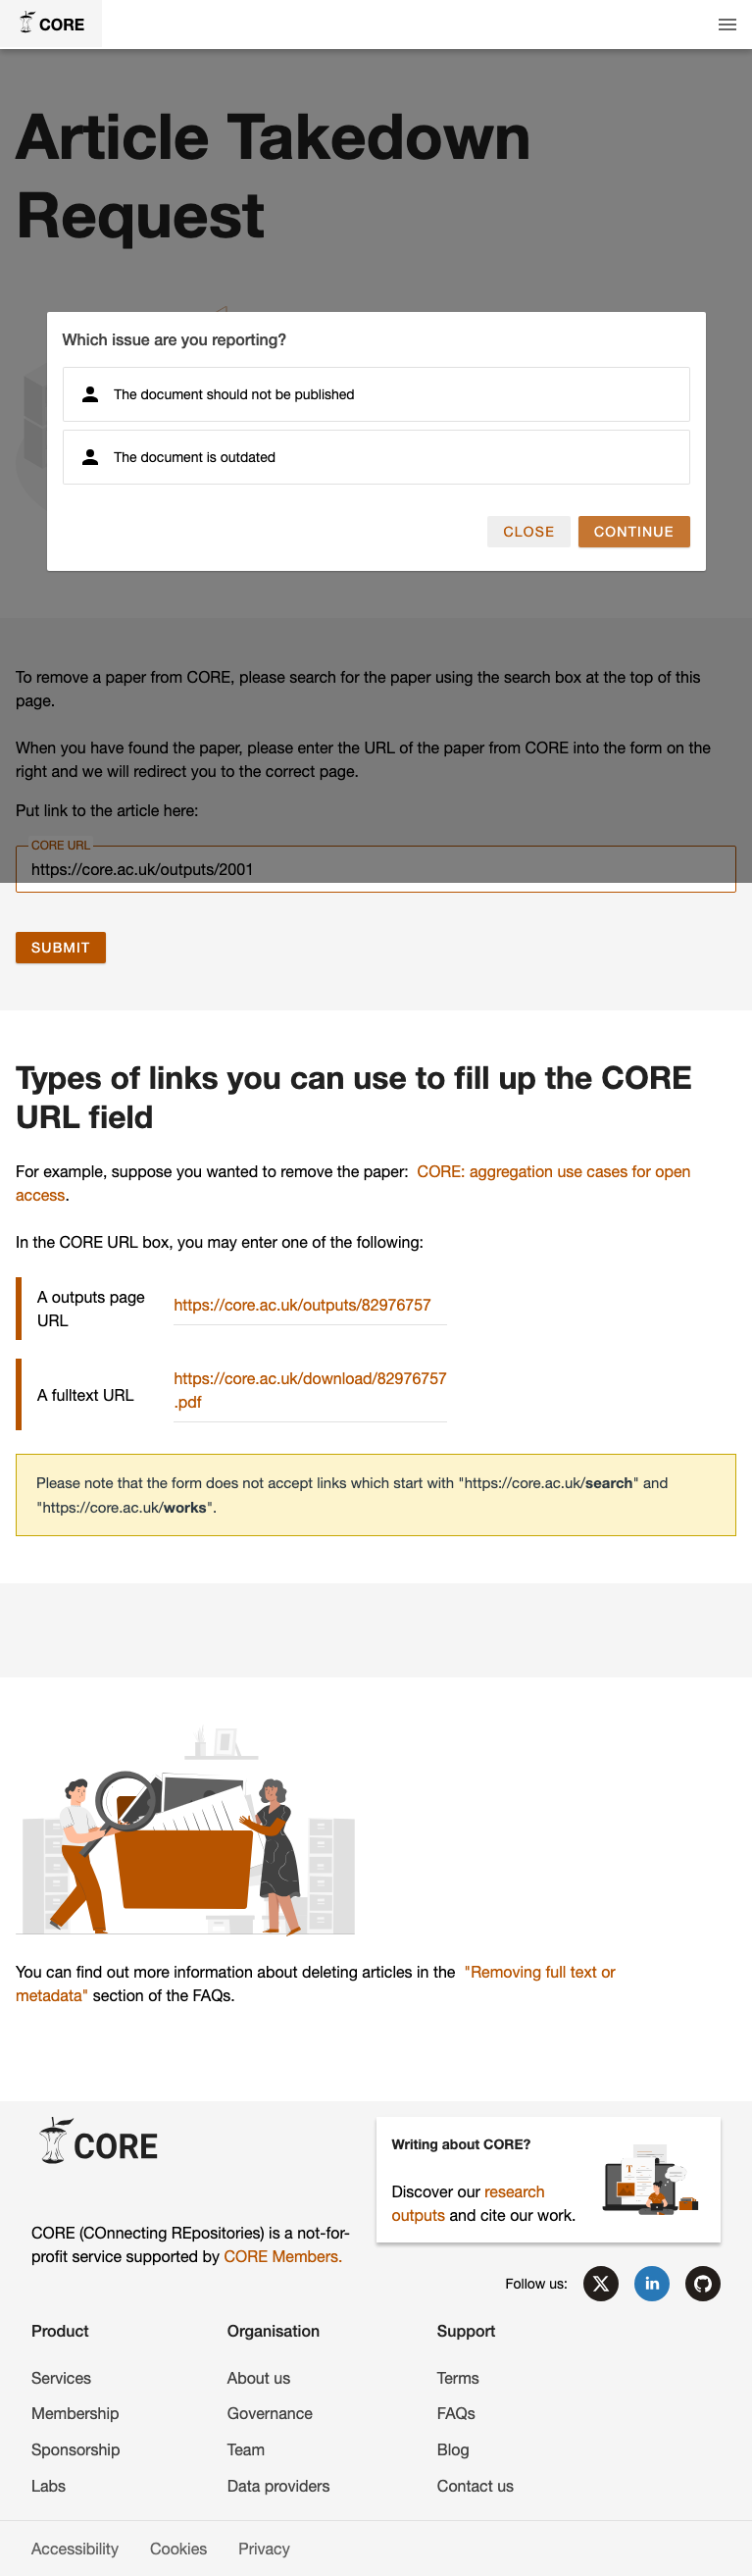 CORE
Article Takedown
Request
Which issue are you reporting?
The document should not be published
The document is outdated
CLOSE CONTINUE
To remove a paper from CORE, please search for the paper using the search box at the top of this
page.
When you have found the paper, please enter the URL of the paper from CORE into the form on the
right and we will redirect you to the correct page.
Put link to the article here:
CORE URL
https://core.ac.uk/outputs/2001
SUBMIT
Types of links you can use to fill up the CORE
URL field
For example, suppose you wanted to remove the paper: CORE: aggregation use cases for open
access.
In the CORE URL box, you may enter one of the following:
A outputs page
URL
https://core.ac.uk/outputs/82976757
A fulltext URL
https://core.ac.uk/download/82976757
.pdf
Please note that the form does not accept links which start with "https://core.ac.uk/search" and
"https://core.ac.uk/works".
You can find out more information about deleting articles in the "Removing full text or
metadata" section of the FAQs.
CORE
CORE (COnnecting REpositories) is a not-for-
profit service supported by CORE Members.
Writing about CORE?
Discover our research
outputs and cite our work.
T
Follow us:
in
Product
Services
Membership
Sponsorship
Labs
Organisation
About us
Governance
Team
Data providers
Support
Terms
FAQs
Blog
Contact us
Accessibility Cookies Privacy